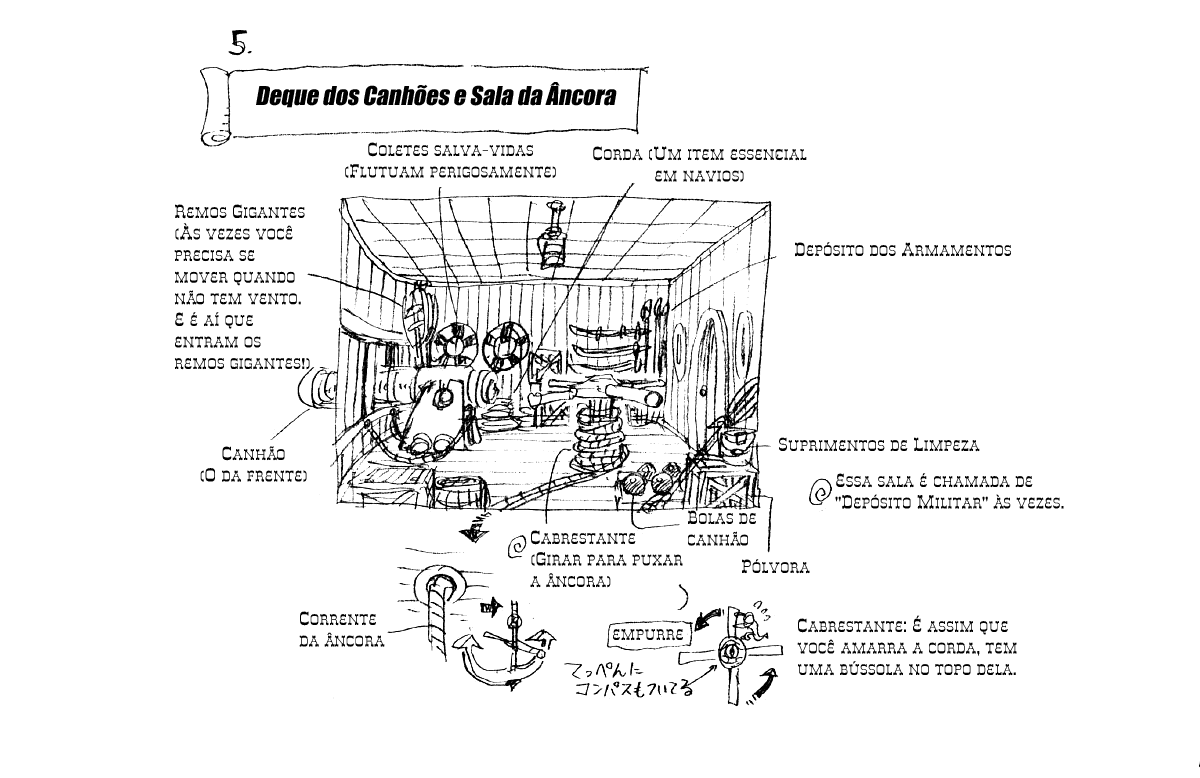 5.
Deque dos Canhões e Sala da Âncora
Coletes salva-vidas
(Flutuam perigosamente)
Corda (Um item essencial
em navios)
Remos Gigantes
(Às vezes você
precisa se
mover quando
não tem vento.
E é aí que
entram os
remos gigantes!)
Depósito dos Armamentos
Canhão
(O da frente)
Suprimentos de Limpeza
Essa sala é chamada de
"Depósito Militar" às vezes.
Bolas de
canhão
Pólvora
Cabrestante
(Girar para puxar
a âncora)
Corrente
da âncora
empurre
Cabrestante: É assim que
você amarra a corda, tem
uma bússola no topo dela.
てっぺんに
コンパスもついてる